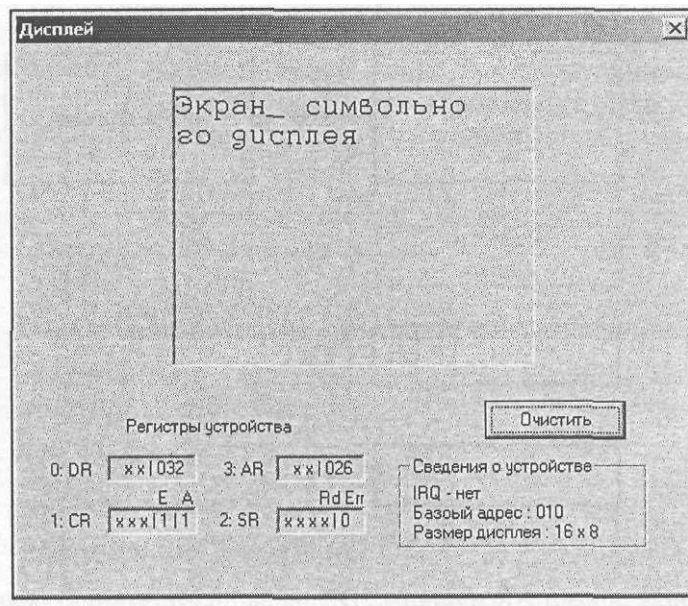 Дисплей
Экран_ символьно
го дисплея
Очистить
Регистры устройства
0: DR xx|032 3: AR xx|026
E A Rd Err
1: CR xxx|1|1 2: SR xxxx|0
Сведения о устройстве
IRQ - нет
Базоый адрес : 010
Размер дисплея : 16 x 8